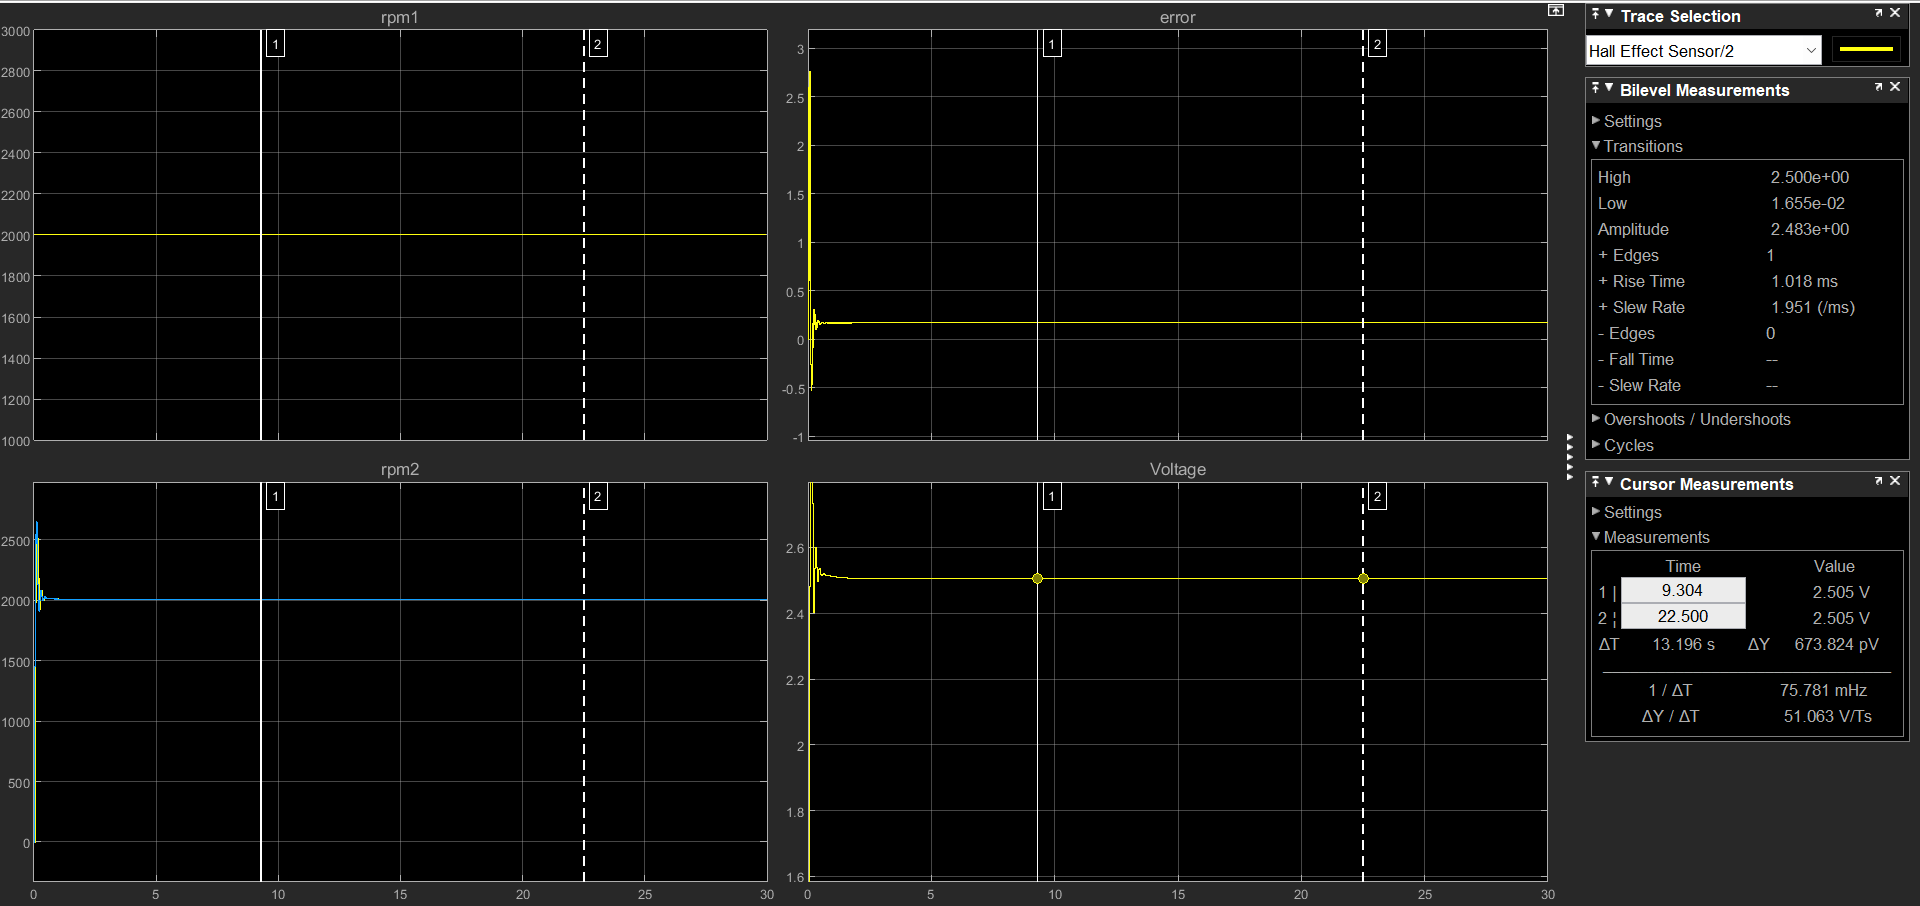 rpm1
3000
2800
2600
2400
2200
2000
1800
1600
1400
1200
1000
1
2
error
3
2.5
2
1.5
1
0.5
0
-0.5
-1
1
2
rpm2
2500
2000
1500
1000
500
0
1
2
0 5 10 15 20 25 30
Voltage
2.6
2.4
2.2
2
1.8
1.6
1
2
0 5 10 15 20 25 30
Trace Selection
Hall Effect Sensor/2
Bilevel Measurements
Settings
Transitions
High 2.500e+00
Low 1.655e-02
Amplitude 2.483e+00
+ Edges 1
+ Rise Time 1.018 ms
+ Slew Rate 1.951 (/ms)
- Edges 0
- Fall Time --
- Slew Rate --
Overshoots / Undershoots
Cycles
Cursor Measurements
Settings
Measurements
Time Value
1 | 9.304 2.505 V
2 ¦ 22.500 2.505 V
ΔT 13.196 s ΔY 673.824 pV
1 / ΔT 75.781 mHz
ΔY / ΔT 51.063 V/Ts